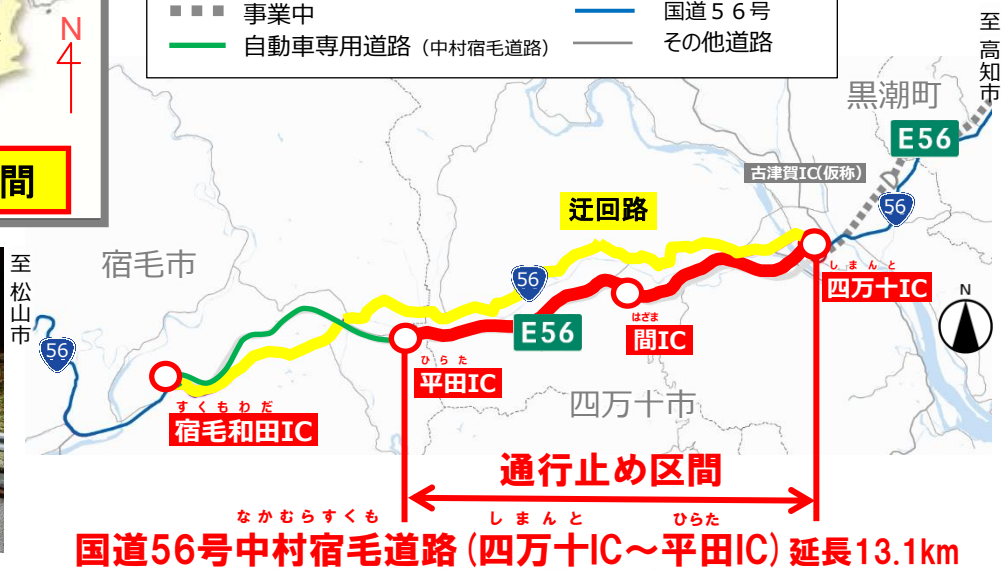 事業中
国道５６号
自動車専用道路（中村宿毛道路）
その他道路
N
間
至 高知市
黒潮町
E56
古津賀IC(仮称)
56
迂回路
至 松山市
宿毛市
56
56
E56
しまんと
四万十IC
N
はざま
間IC
ひらた
平田IC
すくもわだ
宿毛和田IC
四万十市
通行止め区間
なかむらすくも しまんと ひらた
国道56号中村宿毛道路(四万十IC～平田IC) 延長13.1km